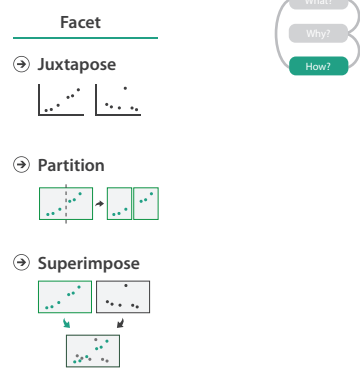 Facet
What?
Why?
How?
Juxtapose
Partition
Superimpose